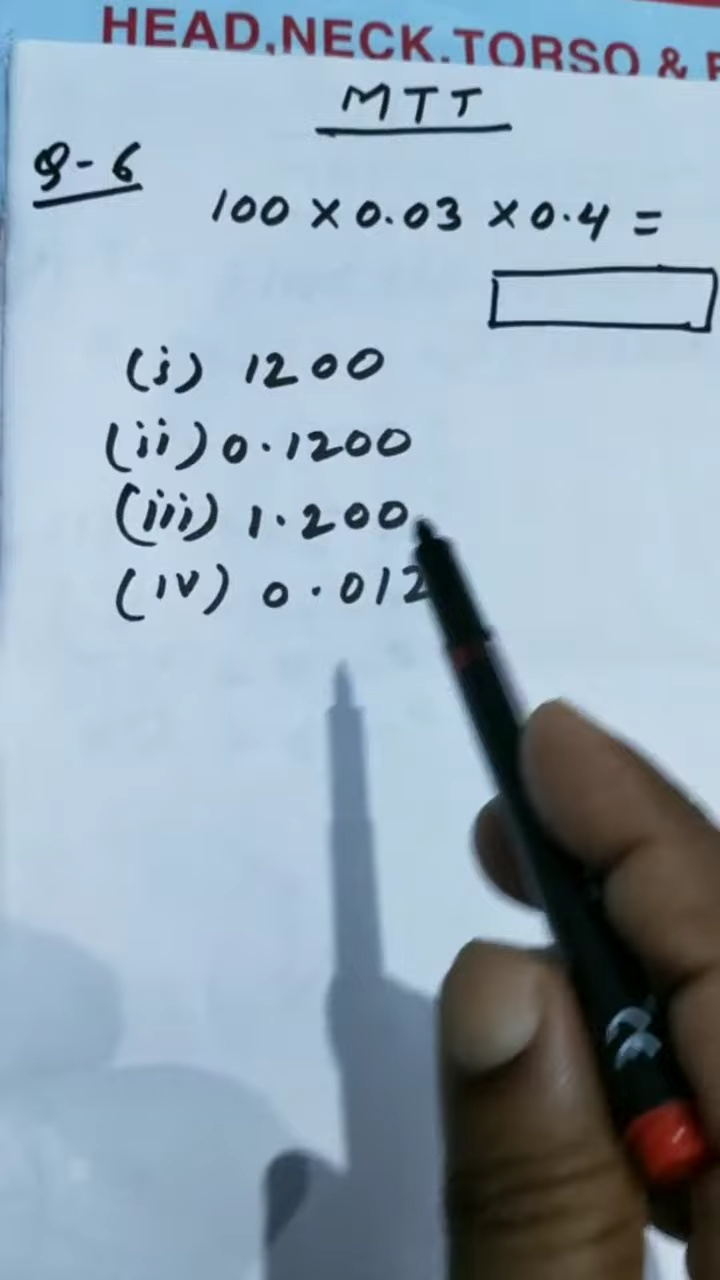 HEAD,NECK,TORSO &
MTT
Q-6
100 × 0.03 × 0.4 =
(i) 1200
(ii) 0.1200
(iii) 1.200
(iv) 0.012